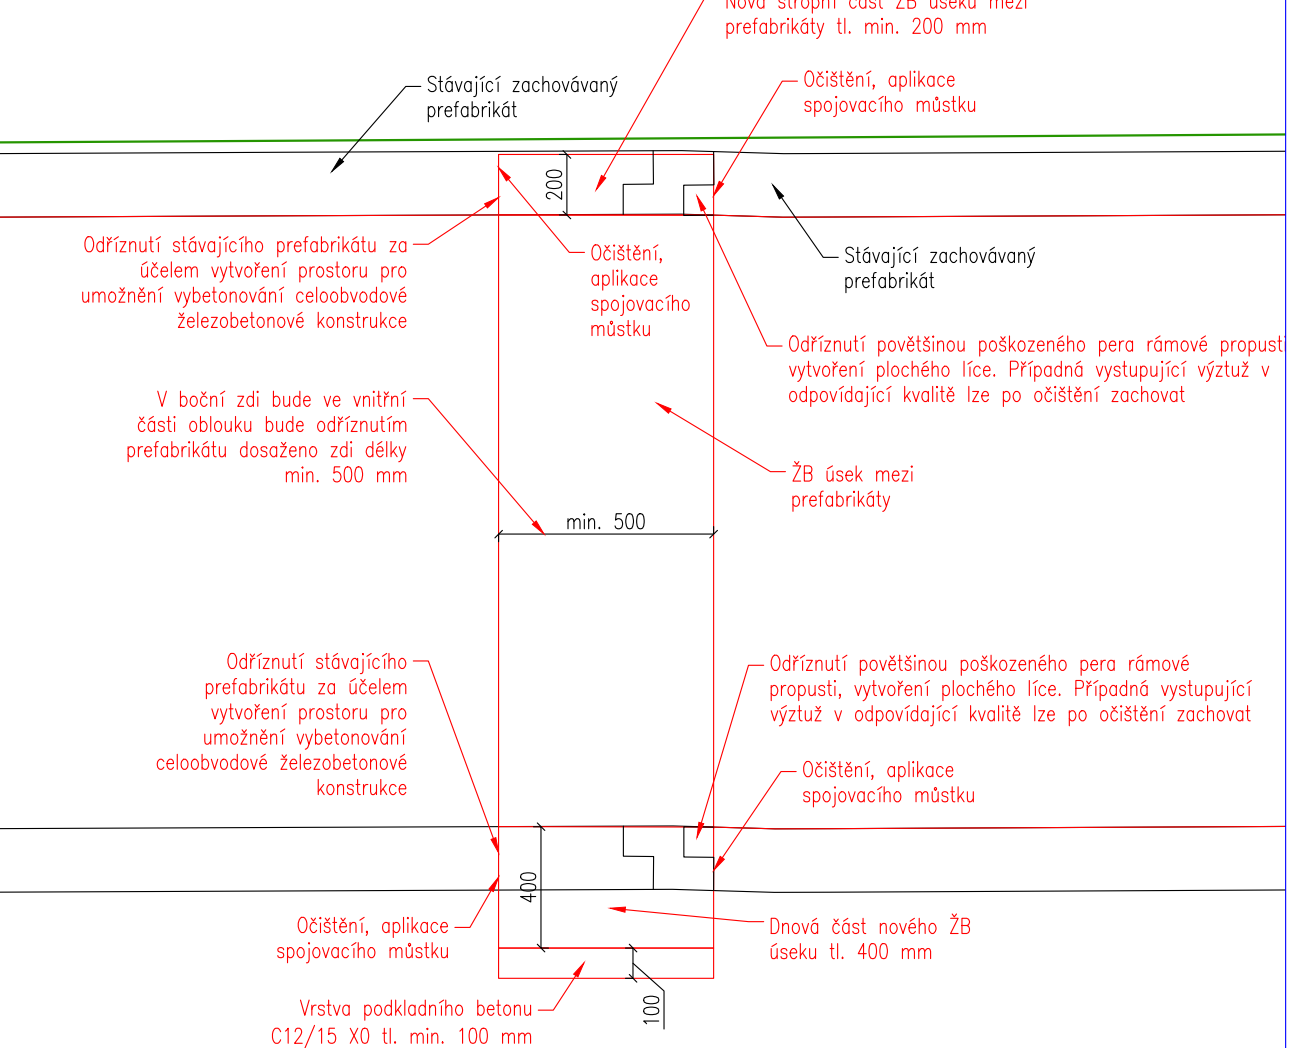 Nová stropní část ŽB úseku mezi
prefabrikáty tl. min. 200 mm
Stávající zachovávaný
prefabrikát
Očištění, aplikace
spojovacího můstku
200
Odříznutí stávajícího prefabrikátu za
účelem vytvoření prostoru pro
umožnění vybetonování celoobvodové
železobetonové konstrukce
Očištění,
aplikace
spojovacího
můstku
Stávající zachovávaný
prefabrikát
Odříznutí povětšinou poškozeného pera rámové propusti
vytvoření plochého líce. Případná vystupující výztuž v
odpovídající kvalitě lze po očištění zachovat
V boční zdi bude ve vnitřní
části oblouku bude odříznutím
prefabrikátu dosaženo zdi délky
min. 500 mm
ŽB úsek mezi
prefabrikáty
min. 500
Odříznutí stávajícího
prefabrikátu za účelem
vytvoření prostoru pro
umožnění vybetonování
celoobvodové železobetonové
konstrukce
Odříznutí povětšinou poškozeného pera rámové
propusti, vytvoření plochého líce. Případná vystupující
výztuž v odpovídající kvalitě lze po očištění zachovat
Očištění, aplikace
spojovacího můstku
400
Očištění, aplikace
spojovacího můstku
Dnová část nového ŽB
úseku tl. 400 mm
Vrstva podkladního betonu
C12/15 X0 tl. min. 100 mm
100